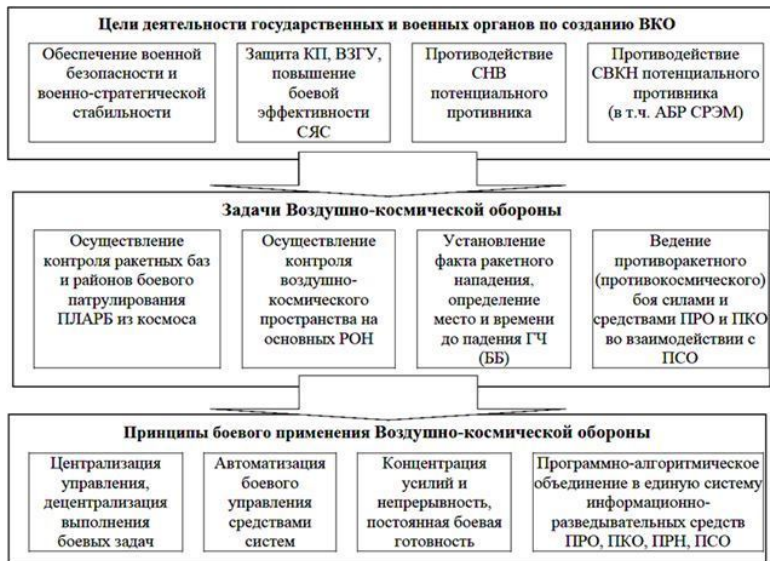 Цели деятельности государственных и военных органов по созданию ВКО
Обеспечение военной
безопасности и
военно-стратегической
стабильности
Защита КП, ВЗГУ,
повышение
боевой
эффективности
СЯС
Противодействие
СНВ
потенциального
противника
Противодействие
СВКН потенциального
противника
(в т.ч. АБР СРЭМ)
Задачи Воздушно-космической обороны
Осуществление
контроля ракетных баз
и районов боевого
патрулирования
ПЛАРБ из космоса
Осуществление
контроля
воздушно-
космического
пространства на
основных РОН
Установление
факта ракетного
нападения,
определение
место и времени
до падения ГЧ
(ББ)
Ведение
противоракетного
(противокосмического)
боя силами и
средствами ПРО и ПКО
во взаимодействии с
ПСО
Принципы боевого применения Воздушно-космической обороны
Централизация
управления,
децентрализация
выполнения
боевых задач
Автоматизация
боевого
управления
средствами
систем
Концентрация
усилий и
непрерывность,
постоянная боевая
готовность
Программно-алгоритмическое
объединение в единую систему
информационно-
разведывательных средств
ПРО, ПКО, ПРН, ПСО